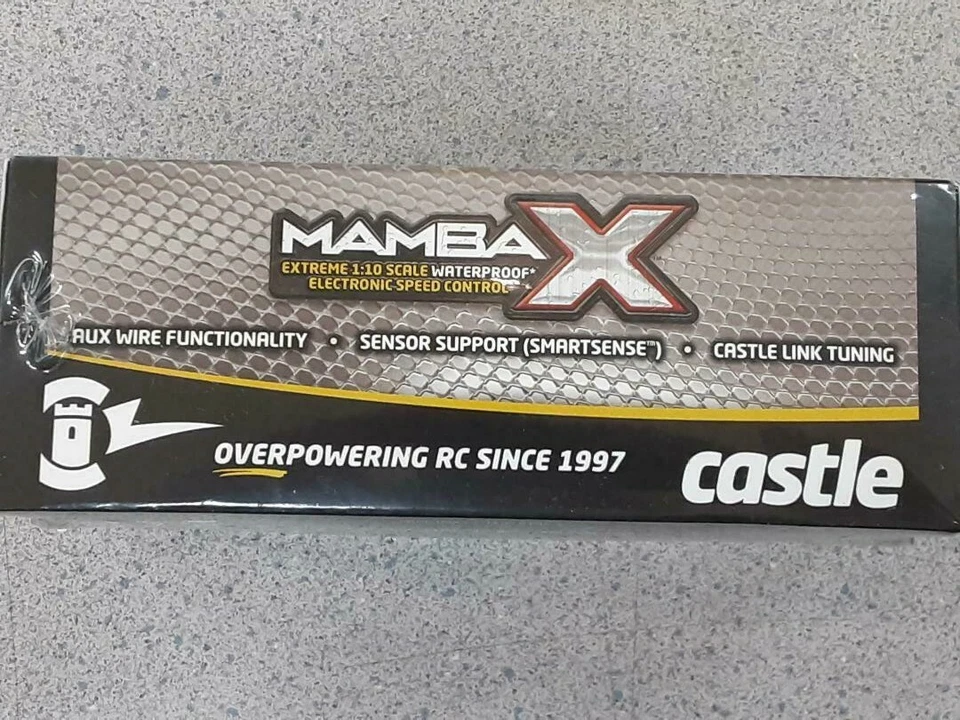 MAMBA X™
EXTREME 1:10 SCALE WATERPROOF*
ELECTRONIC SPEED CONTROL
AUX WIRE FUNCTIONALITY • SENSOR SUPPORT (SMARTSENSE™) • CASTLE LINK TUNING
OVERPOWERING RC SINCE 1997
castle